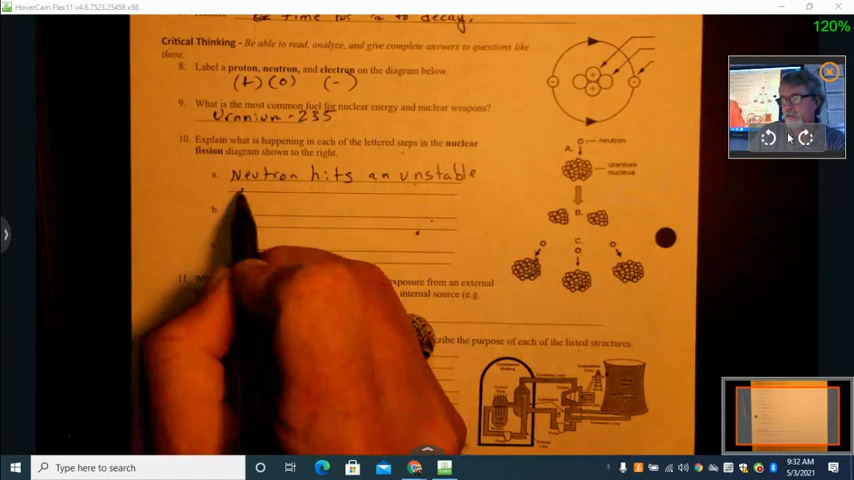 HoverCam Flex11 v4.6.7523.25456 x86
time for to decay,
120%
Critical Thinking - Be able to read, analyze, and give complete answers to questions like
these.
8. Label a proton, neutron, and electron on the diagram below.
(+) (0) (-)
9. What is the most common fuel for nuclear energy and nuclear weapons?
Uranium-235
10. Explain what is happening in each of the lettered steps in the nuclear
fission diagram shown to the right.
a. Neutron hits an unstable
b.
A.
neutron
uranium
nucleus
B.
C.
11.
exposure from an external
internal source (e.g.
cribe the purpose of each of the listed structures.
Type here to search
9:32 AM
5/3/2021